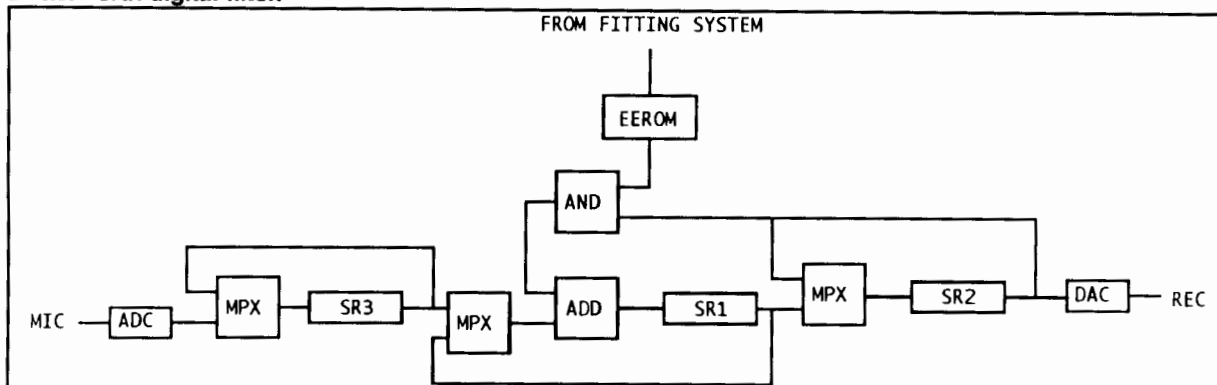 FROM FITTING SYSTEM
EEROM
AND
MIC
ADC
MPX
SR3
MPX
ADD
SR1
MPX
SR2
DAC
REC